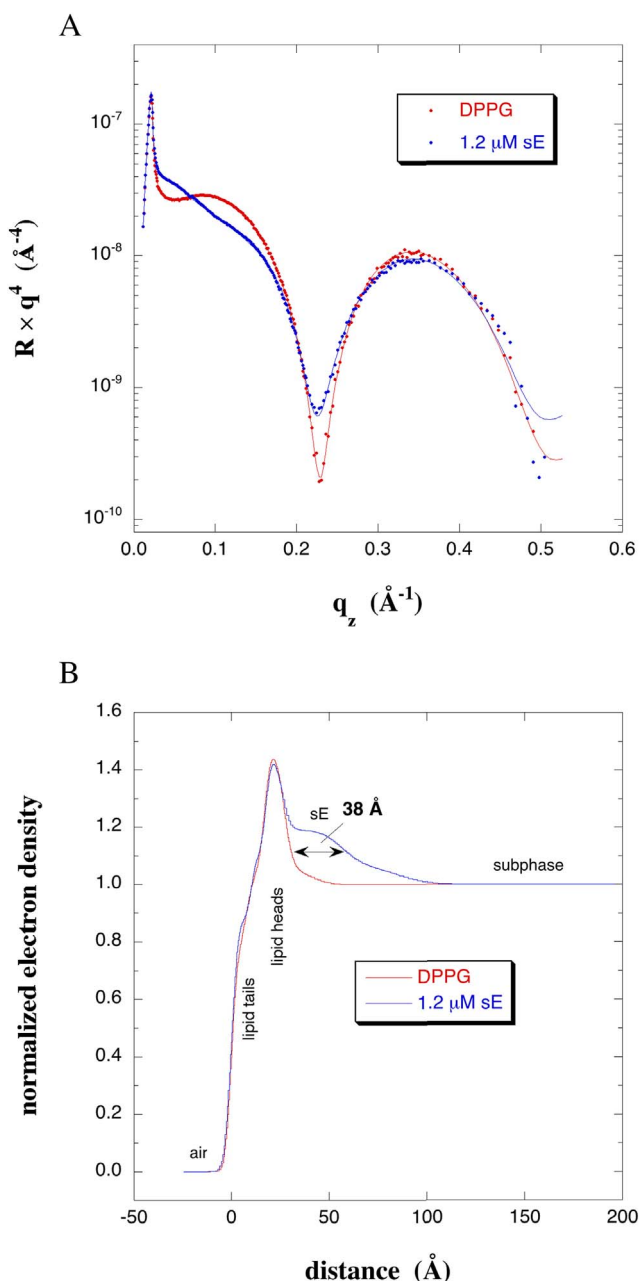 A
10⁻⁷
10⁻⁸
10⁻⁹
10⁻¹⁰
R × q⁴ (Å⁻⁴)
DPPG
1.2 μM sE
0.0 0.1 0.2 0.3 0.4 0.5 0.6
q_z (Å⁻¹)
B
1.6
1.4
1.2
1.0
0.8
0.6
0.4
0.2
0.0
normalized electron density
sE
38 Å
subphase
lipid heads
lipid tails
air
DPPG
1.2 μM sE
-50 0 50 100 150 200
distance (Å)